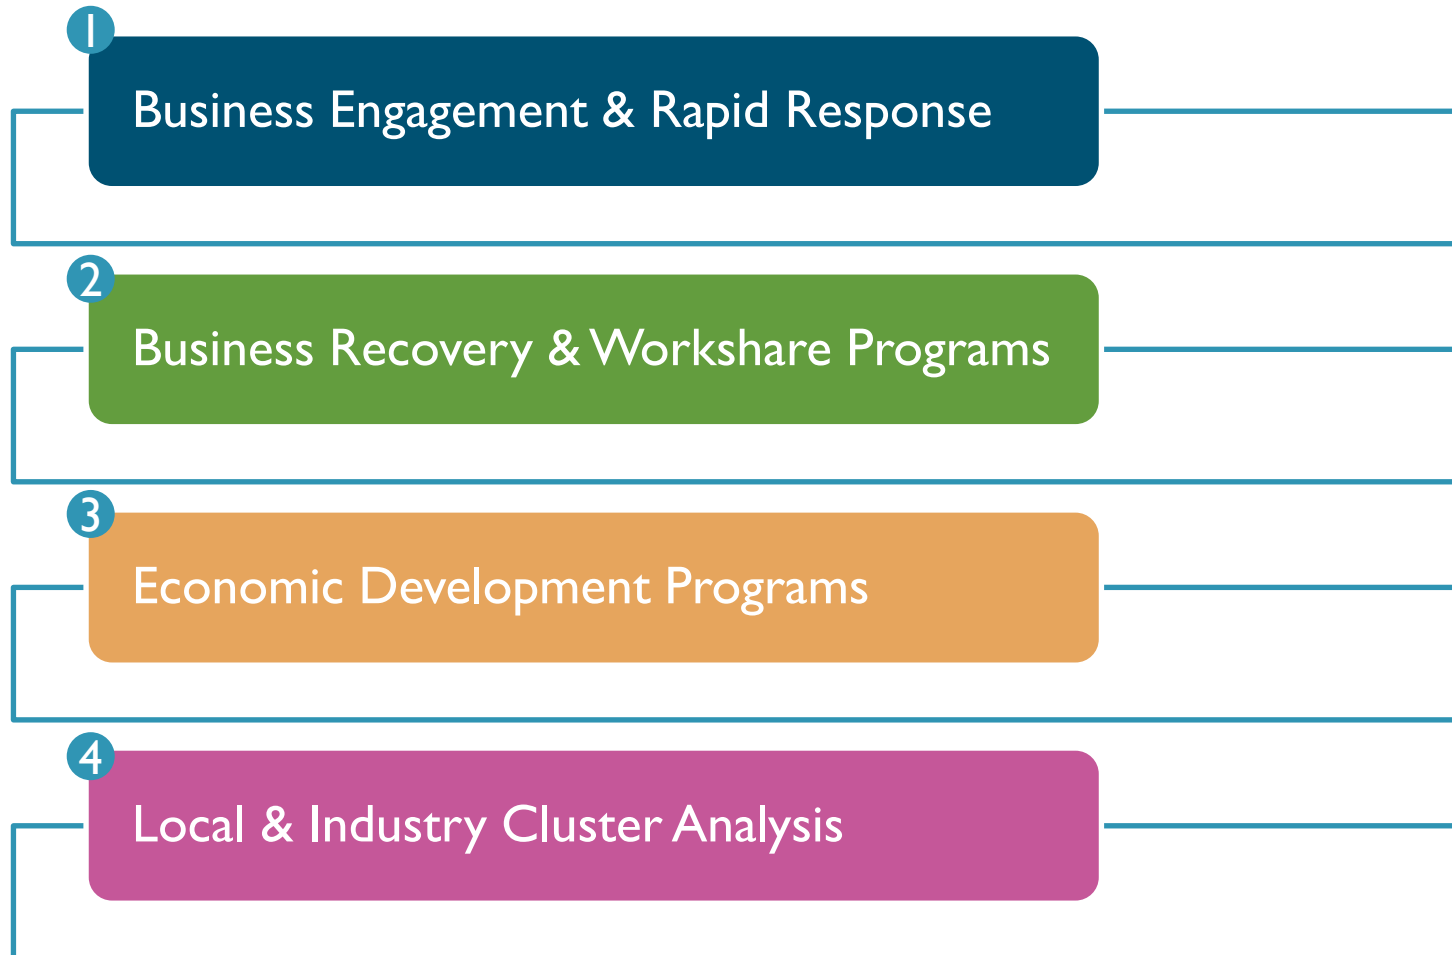 1
Business Engagement & Rapid Response
2
Business Recovery & Workshare Programs
3
Economic Development Programs
4
Local & Industry Cluster Analysis